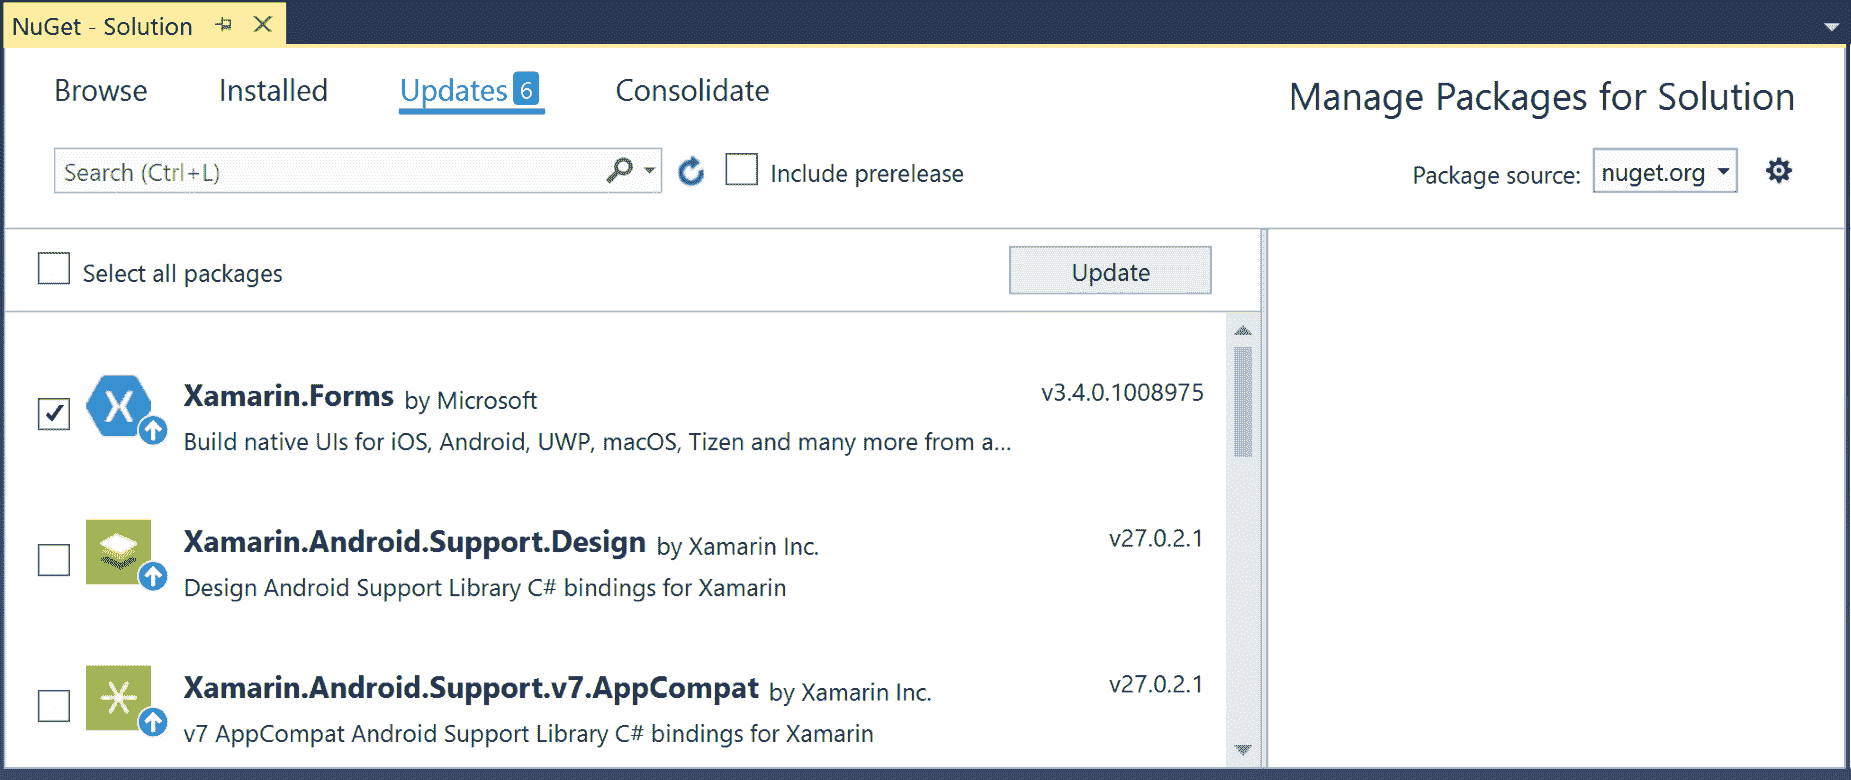 NuGet - Solution
Browse Installed Updates 6 Consolidate
Manage Packages for Solution
Search (Ctrl+L) Include prerelease
Package source: nuget.org
Select all packages
Update
Xamarin.Forms by Microsoft v3.4.0.1008975
Build native UIs for iOS, Android, UWP, macOS, Tizen and many more from a...
Xamarin.Android.Support.Design by Xamarin Inc. v27.0.2.1
Design Android Support Library C# bindings for Xamarin
Xamarin.Android.Support.v7.AppCompat by Xamarin Inc. v27.0.2.1
v7 AppCompat Android Support Library C# bindings for Xamarin